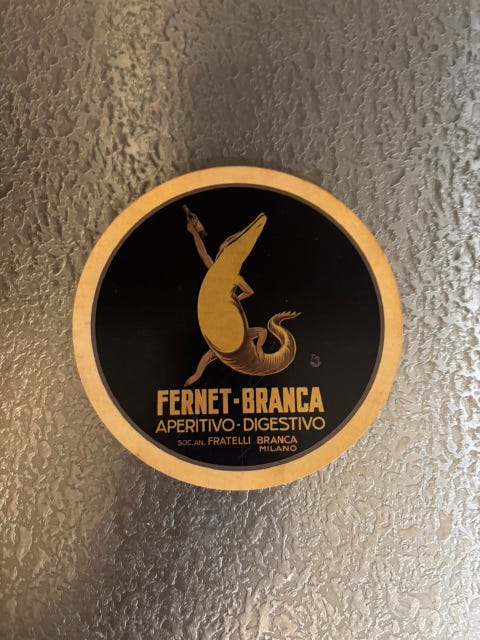 FERNET-BRANCA
APERITIVO-DIGESTIVO
SOC. AN. FRATELLI BRANCA
MILANO